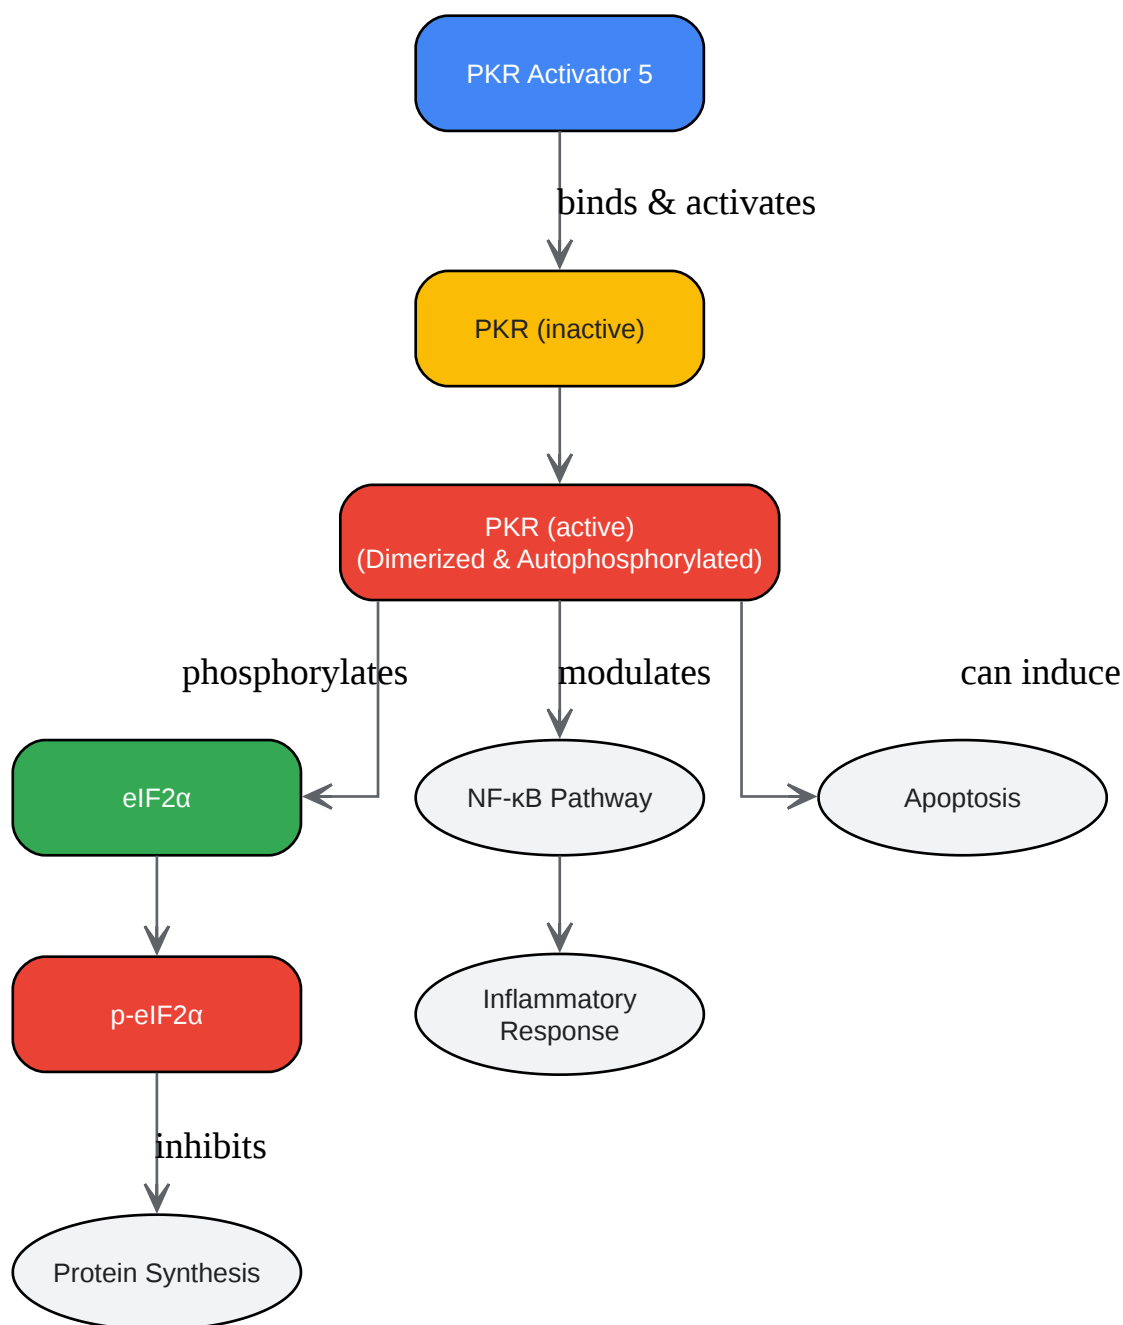 PKR Activator 5
binds & activates
PKR (inactive)
PKR (active)
(Dimerized & Autophosphorylated)
phosphorylates
modulates
can induce
eIF2α
NF-κB Pathway
Apoptosis
p-eIF2α
Inflammatory
Response
inhibits
Protein Synthesis